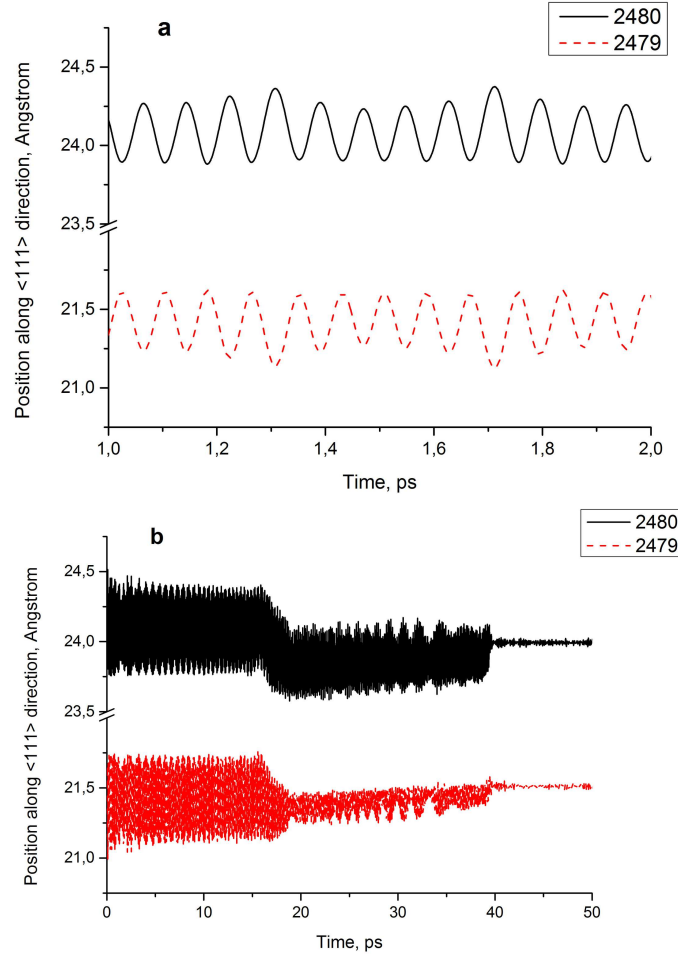 a
2480
2479
24,5
24,0
23,5
21,5
21,0
Position along <111> direction, Angstrom
1,0 1,2 1,4 1,6 1,8 2,0
Time, ps
b
2480
2479
24,5
24,0
23,5
21,5
21,0
Position along <111> direction, Angstrom
0 10 20 30 40 50
Time, ps